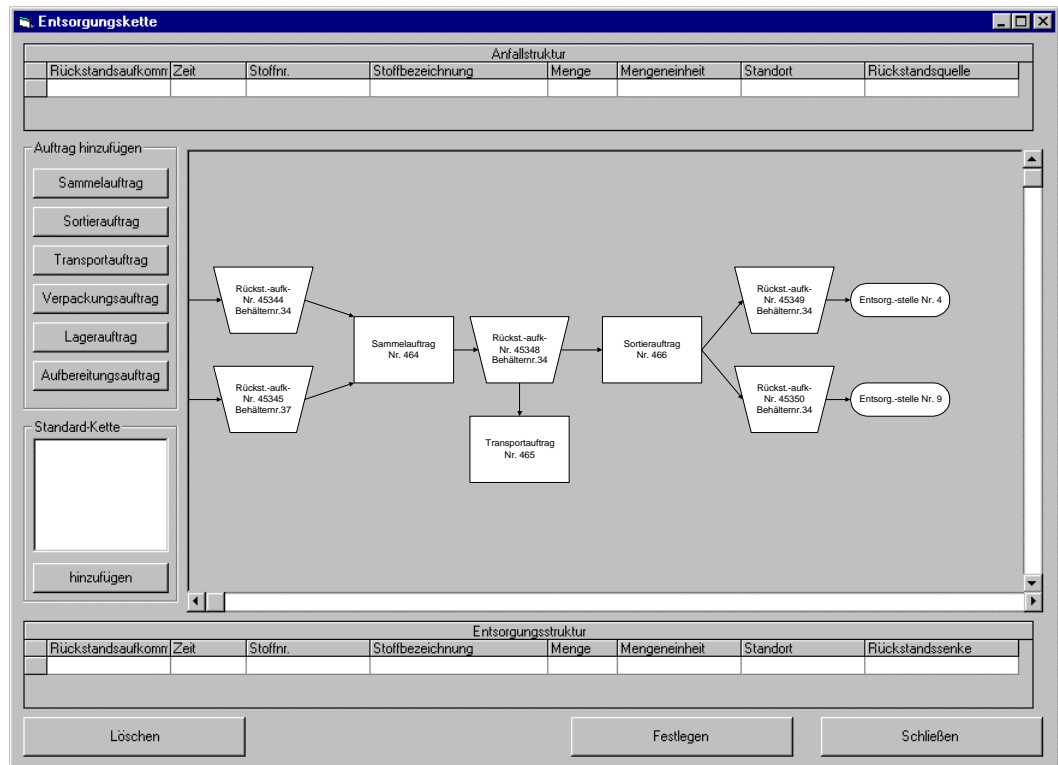 Entsorgungskette
Anfallstruktur
Rückstandsaufkomm Zeit Stoffnr. Stoffbezeichnung Menge Mengeneinheit Standort Rückstandsquelle
Auftrag hinzufügen
Sammelauftrag
Sortierauftrag
Transportauftrag
Verpackungsauftrag
Lagerauftrag
Aufbereitungsauftrag
Standard-Kette
hinzufügen
Rückst.-aufk-
Nr. 45344
Behälternr.34
Rückst.-aufk-
Nr. 45345
Behälternr.37
Sammelauftrag
Nr. 464
Rückst.-aufk-
Nr. 45348
Behälternr.34
Transportauftrag
Nr. 465
Sortierauftrag
Nr. 466
Rückst.-aufk-
Nr. 45349
Behälternr.34
Entsorg.-stelle Nr. 4
Rückst.-aufk-
Nr. 45350
Behälternr.34
Entsorg.-stelle Nr. 9
Entsorgungsstruktur
Rückstandsaufkomm Zeit Stoffnr. Stoffbezeichnung Menge Mengeneinheit Standort Rückstandssenke
Löschen
Festlegen
Schließen